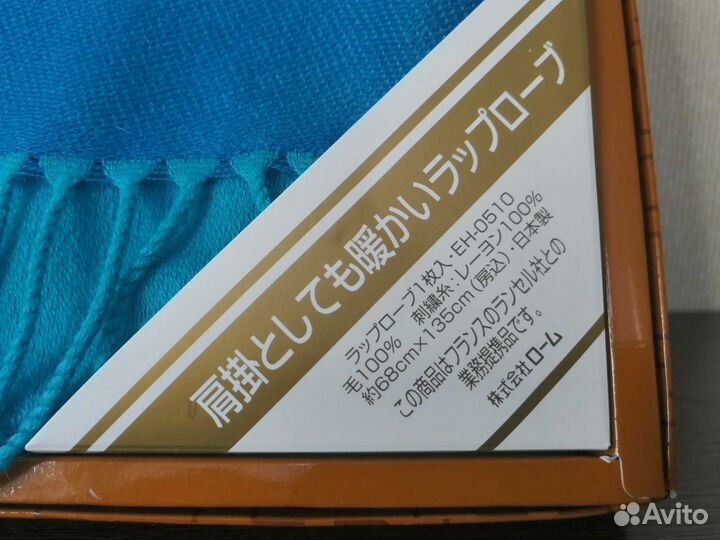 肩掛としても暖かいラップローブ
ラップローブ1枚入・EH-0510
毛100% 刺繍糸:レーヨン100%
約68cm×135cm(房込)・日本製
この商品はフランスのランセル社との
業務提携品です。
株式会社ローム
Avito